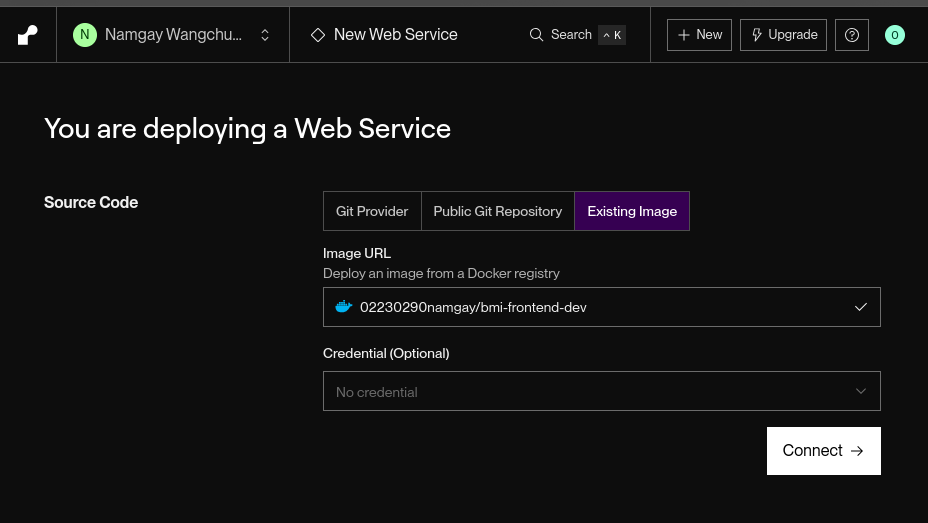 N Namgay Wangchu... New Web Service Search ^ K + New Upgrade ? O
You are deploying a Web Service
Source Code
Git Provider Public Git Repository Existing Image
Image URL
Deploy an image from a Docker registry
02230290namgay/bmi-frontend-dev
Credential (Optional)
No credential
Connect →